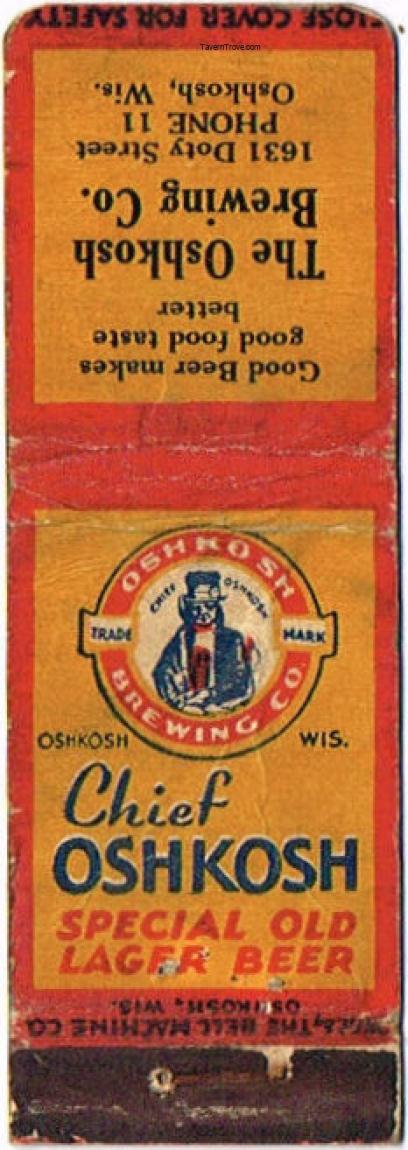 CLOSE COVER FOR SAFETY
TavernTrove.com
Good Beer makes
good food taste
better
The Oshkosh
Brewing Co.
1631 Doty Street
PHONE 11
Oshkosh, Wis.
OSHKOSH
CHIEF OSHKOSH
TRADE MARK
BREWING CO.
OSHKOSH WIS.
Chief
OSHKOSH
SPECIAL OLD
LAGER BEER
THE BELL MACHINE CO
OSHKOSH, WIS.